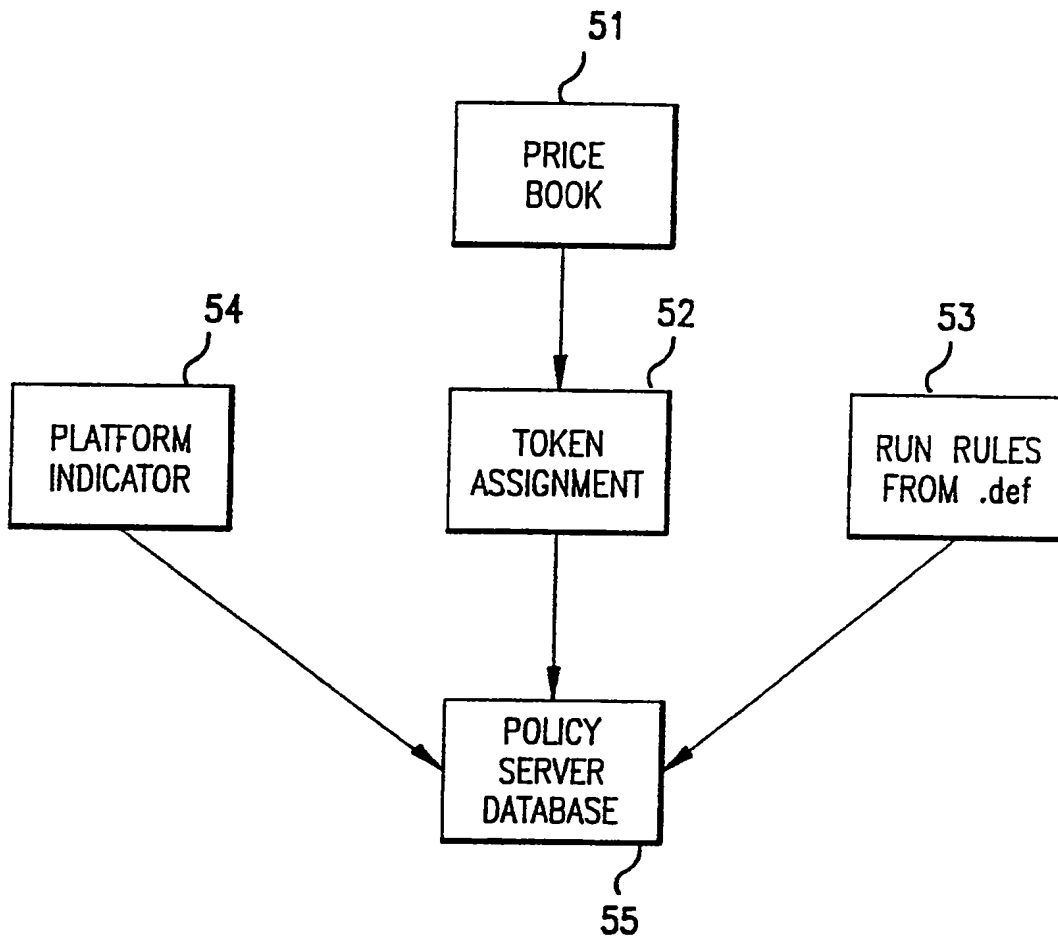 51
PRICE
BOOK
54
52
53
PLATFORM
INDICATOR
TOKEN
ASSIGNMENT
RUN RULES
FROM .def
POLICY
SERVER
DATABASE
55